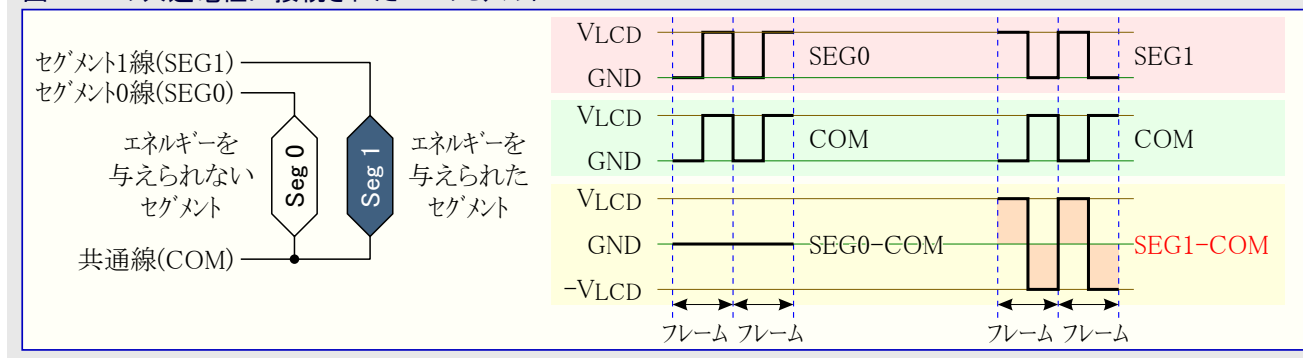 セグメント1線(SEG1)
セグメント0線(SEG0)
エネルギーを
与えられない
セグメント
Seg 0
Seg 1
エネルギーを
与えられた
セグメント
共通線(COM)
VLCD
GND
SEG0
SEG1
VLCD
GND
COM
COM
VLCD
GND
-VLCD
SEG0-COM
SEG1-COM
フレーム フレーム
フレーム フレーム